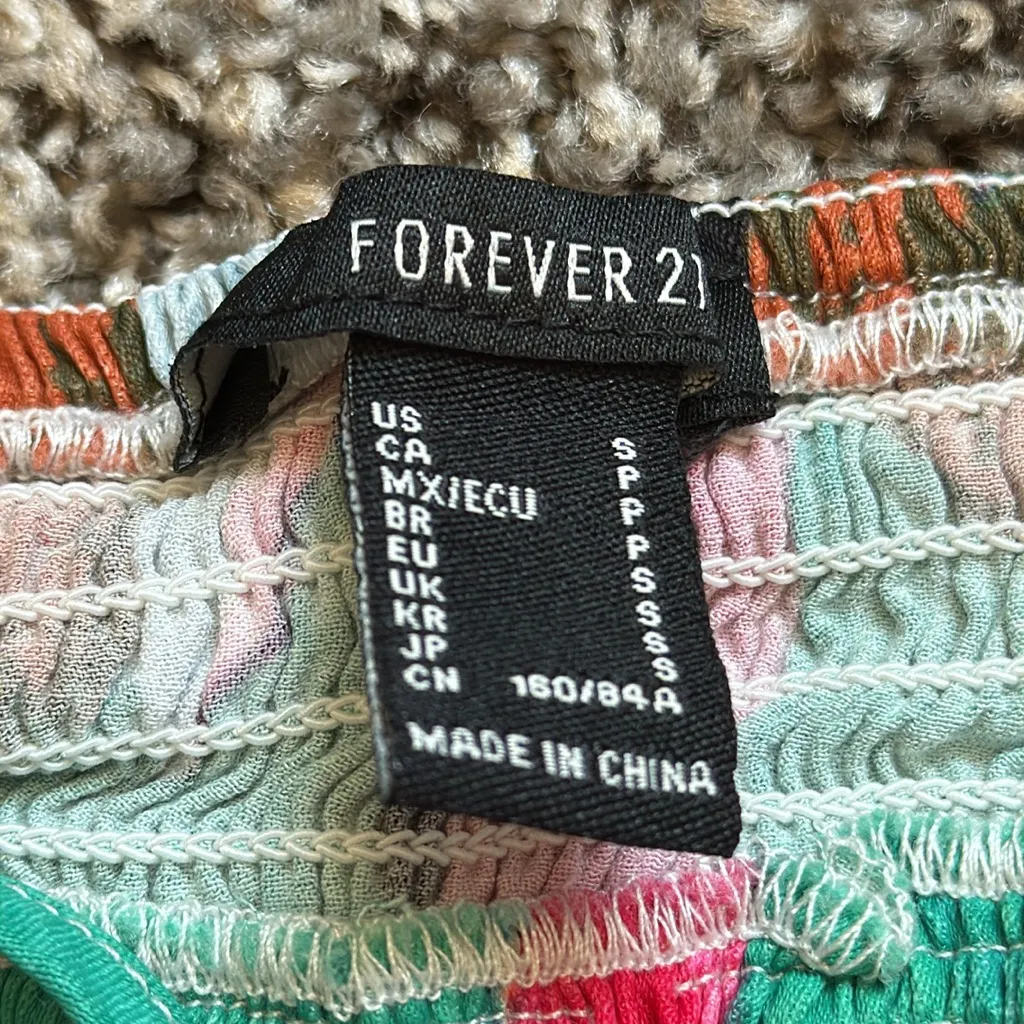 FOREVER 21
US S
CA P
MX/ECU P
BR P
EU S
UK S
KR S
JP S
CN 160/84A
MADE IN CHINA